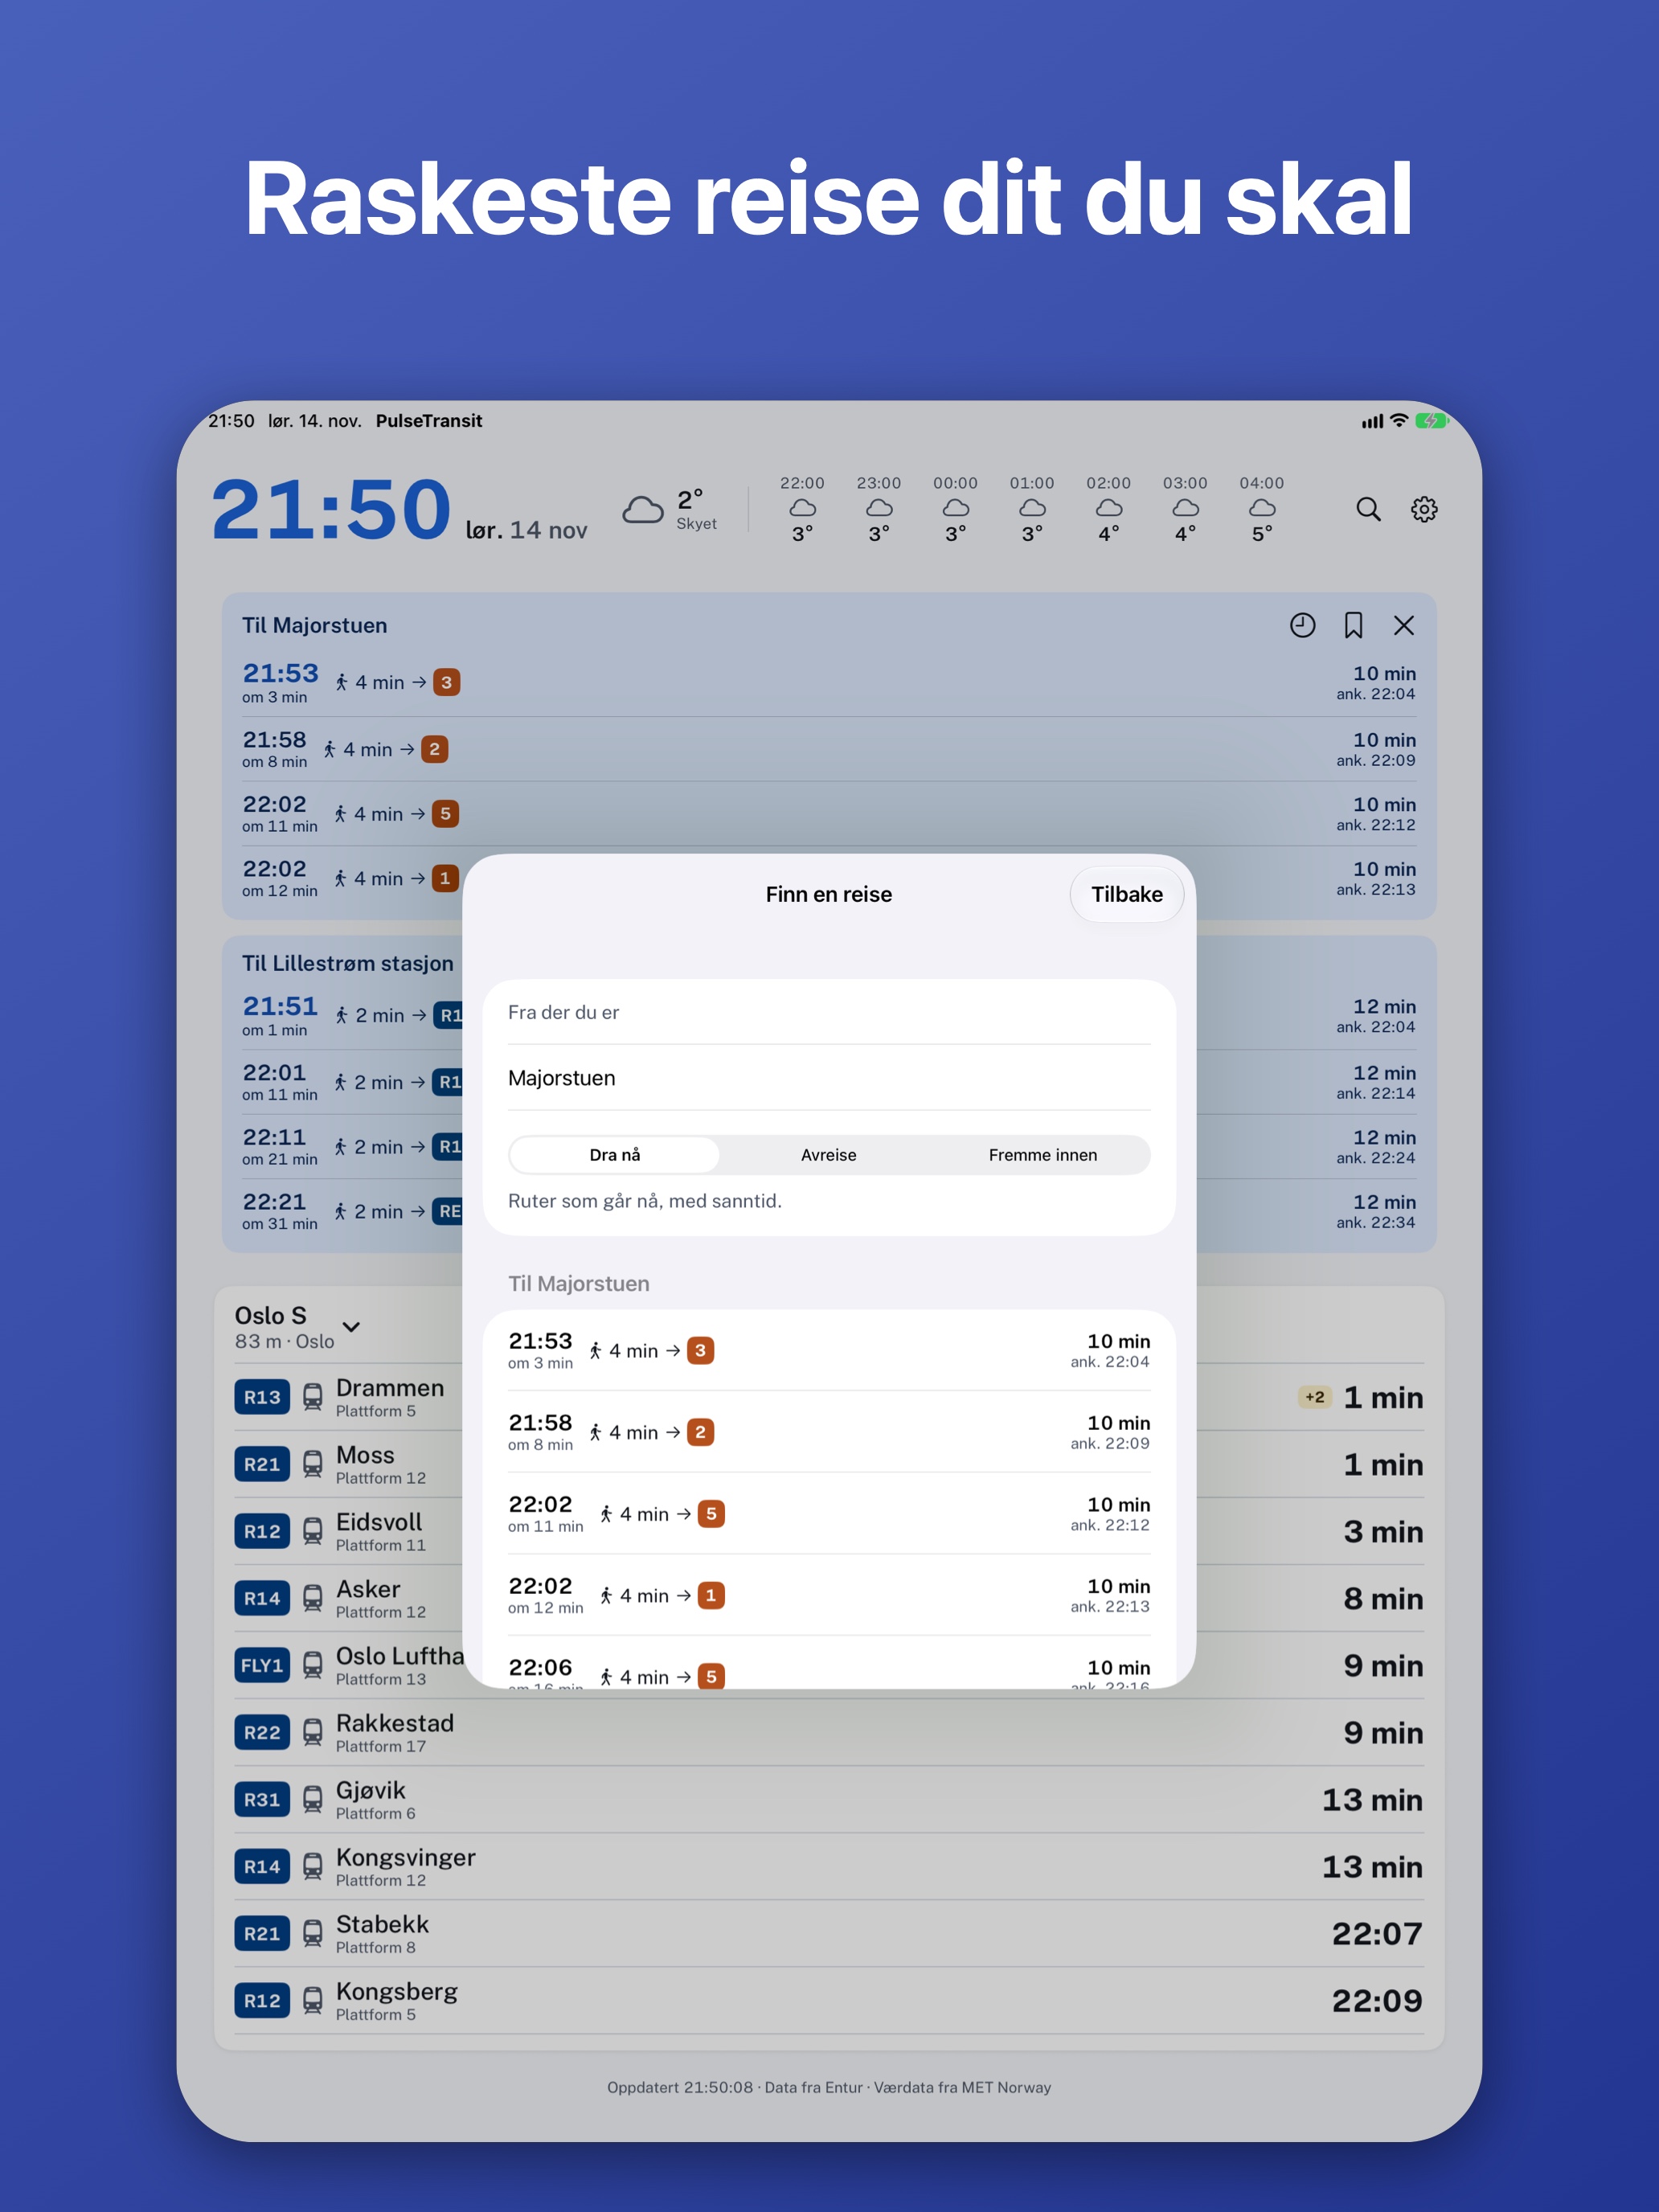 Raskeste reise dit du skal
21:50 lør. 14. nov. PulseTransit
21:50 lør. 14 nov
2°
Skyet
22:00 23:00 00:00 01:00 02:00 03:00 04:00
3° 3° 3° 3° 4° 4° 5°
Til Majorstuen
21:53 4 min → 3 10 min
om 3 min ank. 22:04
21:58 4 min → 2 10 min
om 8 min ank. 22:09
22:02 4 min → 5 10 min
om 11 min ank. 22:12
22:02 4 min → 1 10 min
om 12 min ank. 22:13
Til Lillestrøm stasjon
21:51 2 min → R1 12 min
om 1 min ank. 22:04
22:01 2 min → R1 12 min
om 11 min ank. 22:14
22:11 2 min → R1 12 min
om 21 min ank. 22:24
22:21 2 min → RE 12 min
om 31 min ank. 22:34
Finn en reise Tilbake
Fra der du er
Majorstuen
Dra nå Avreise Fremme innen
Ruter som går nå, med sanntid.
Til Majorstuen
21:53 4 min → 3 10 min
om 3 min ank. 22:04
21:58 4 min → 2 10 min
om 8 min ank. 22:09
22:02 4 min → 5 10 min
om 11 min ank. 22:12
22:02 4 min → 1 10 min
om 12 min ank. 22:13
22:06 4 min → 5 10 min
om 16 min ank. 22:16
Oslo S
83 m · Oslo
R13 Drammen +2 1 min
Plattform 5
R21 Moss 1 min
Plattform 12
R12 Eidsvoll 3 min
Plattform 11
R14 Asker 8 min
Plattform 12
FLY1 Oslo Luftha 9 min
Plattform 13
R22 Rakkestad 9 min
Plattform 17
R31 Gjøvik 13 min
Plattform 6
R14 Kongsvinger 13 min
Plattform 12
R21 Stabekk 22:07
Plattform 8
R12 Kongsberg 22:09
Plattform 5
Oppdatert 21:50:08 · Data fra Entur · Værdata fra MET Norway